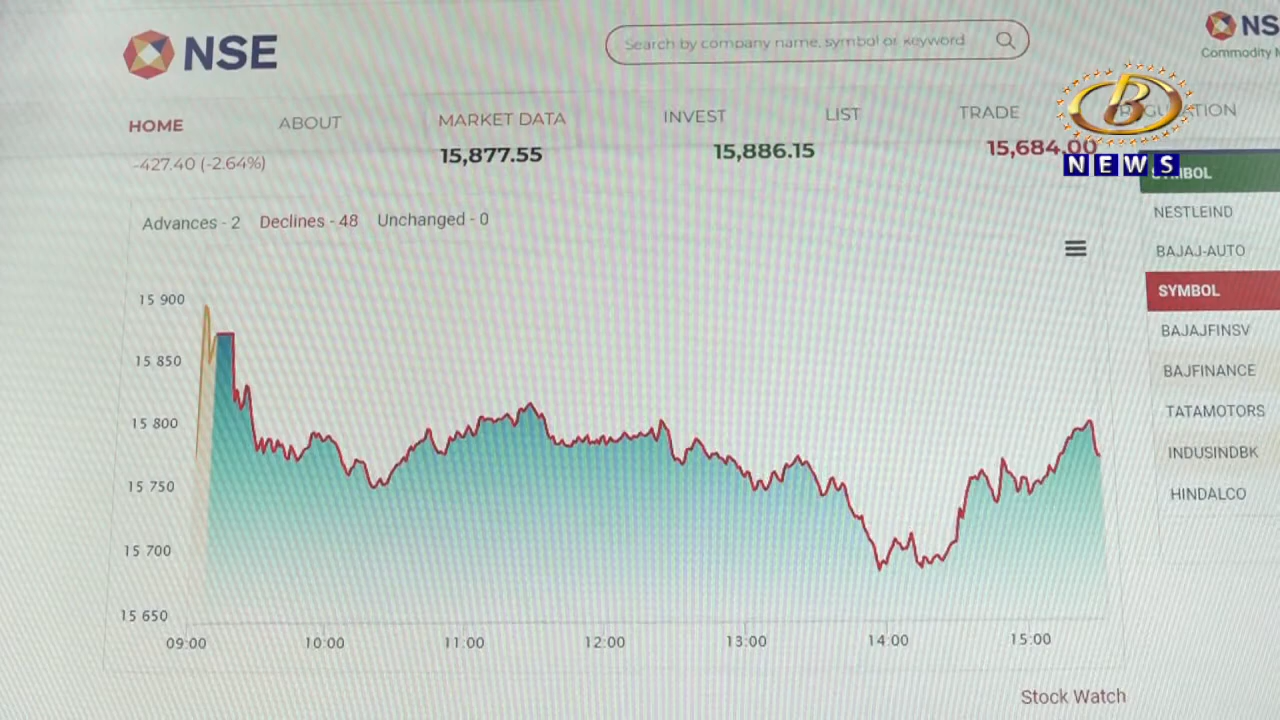 NSE
Search by company name, symbol or keyword
NS
Commodity
HOME
ABOUT
MARKET DATA
INVEST
LIST
TRADE
-427.40 (-2.64%)
15,877.55
15,886.15
15,684.00
B
NEWS
Advances - 2 Declines - 48 Unchanged - 0
NESTLEIND
BAJAJ-AUTO
SYMBOL
BAJAJFINSV
BAJFINANCE
TATAMOTORS
INDUSINDBK
HINDALCO
15 900
15 850
15 800
15 750
15 700
15 650
09:00 10:00 11:00 12:00 13:00 14:00 15:00
Stock Watch